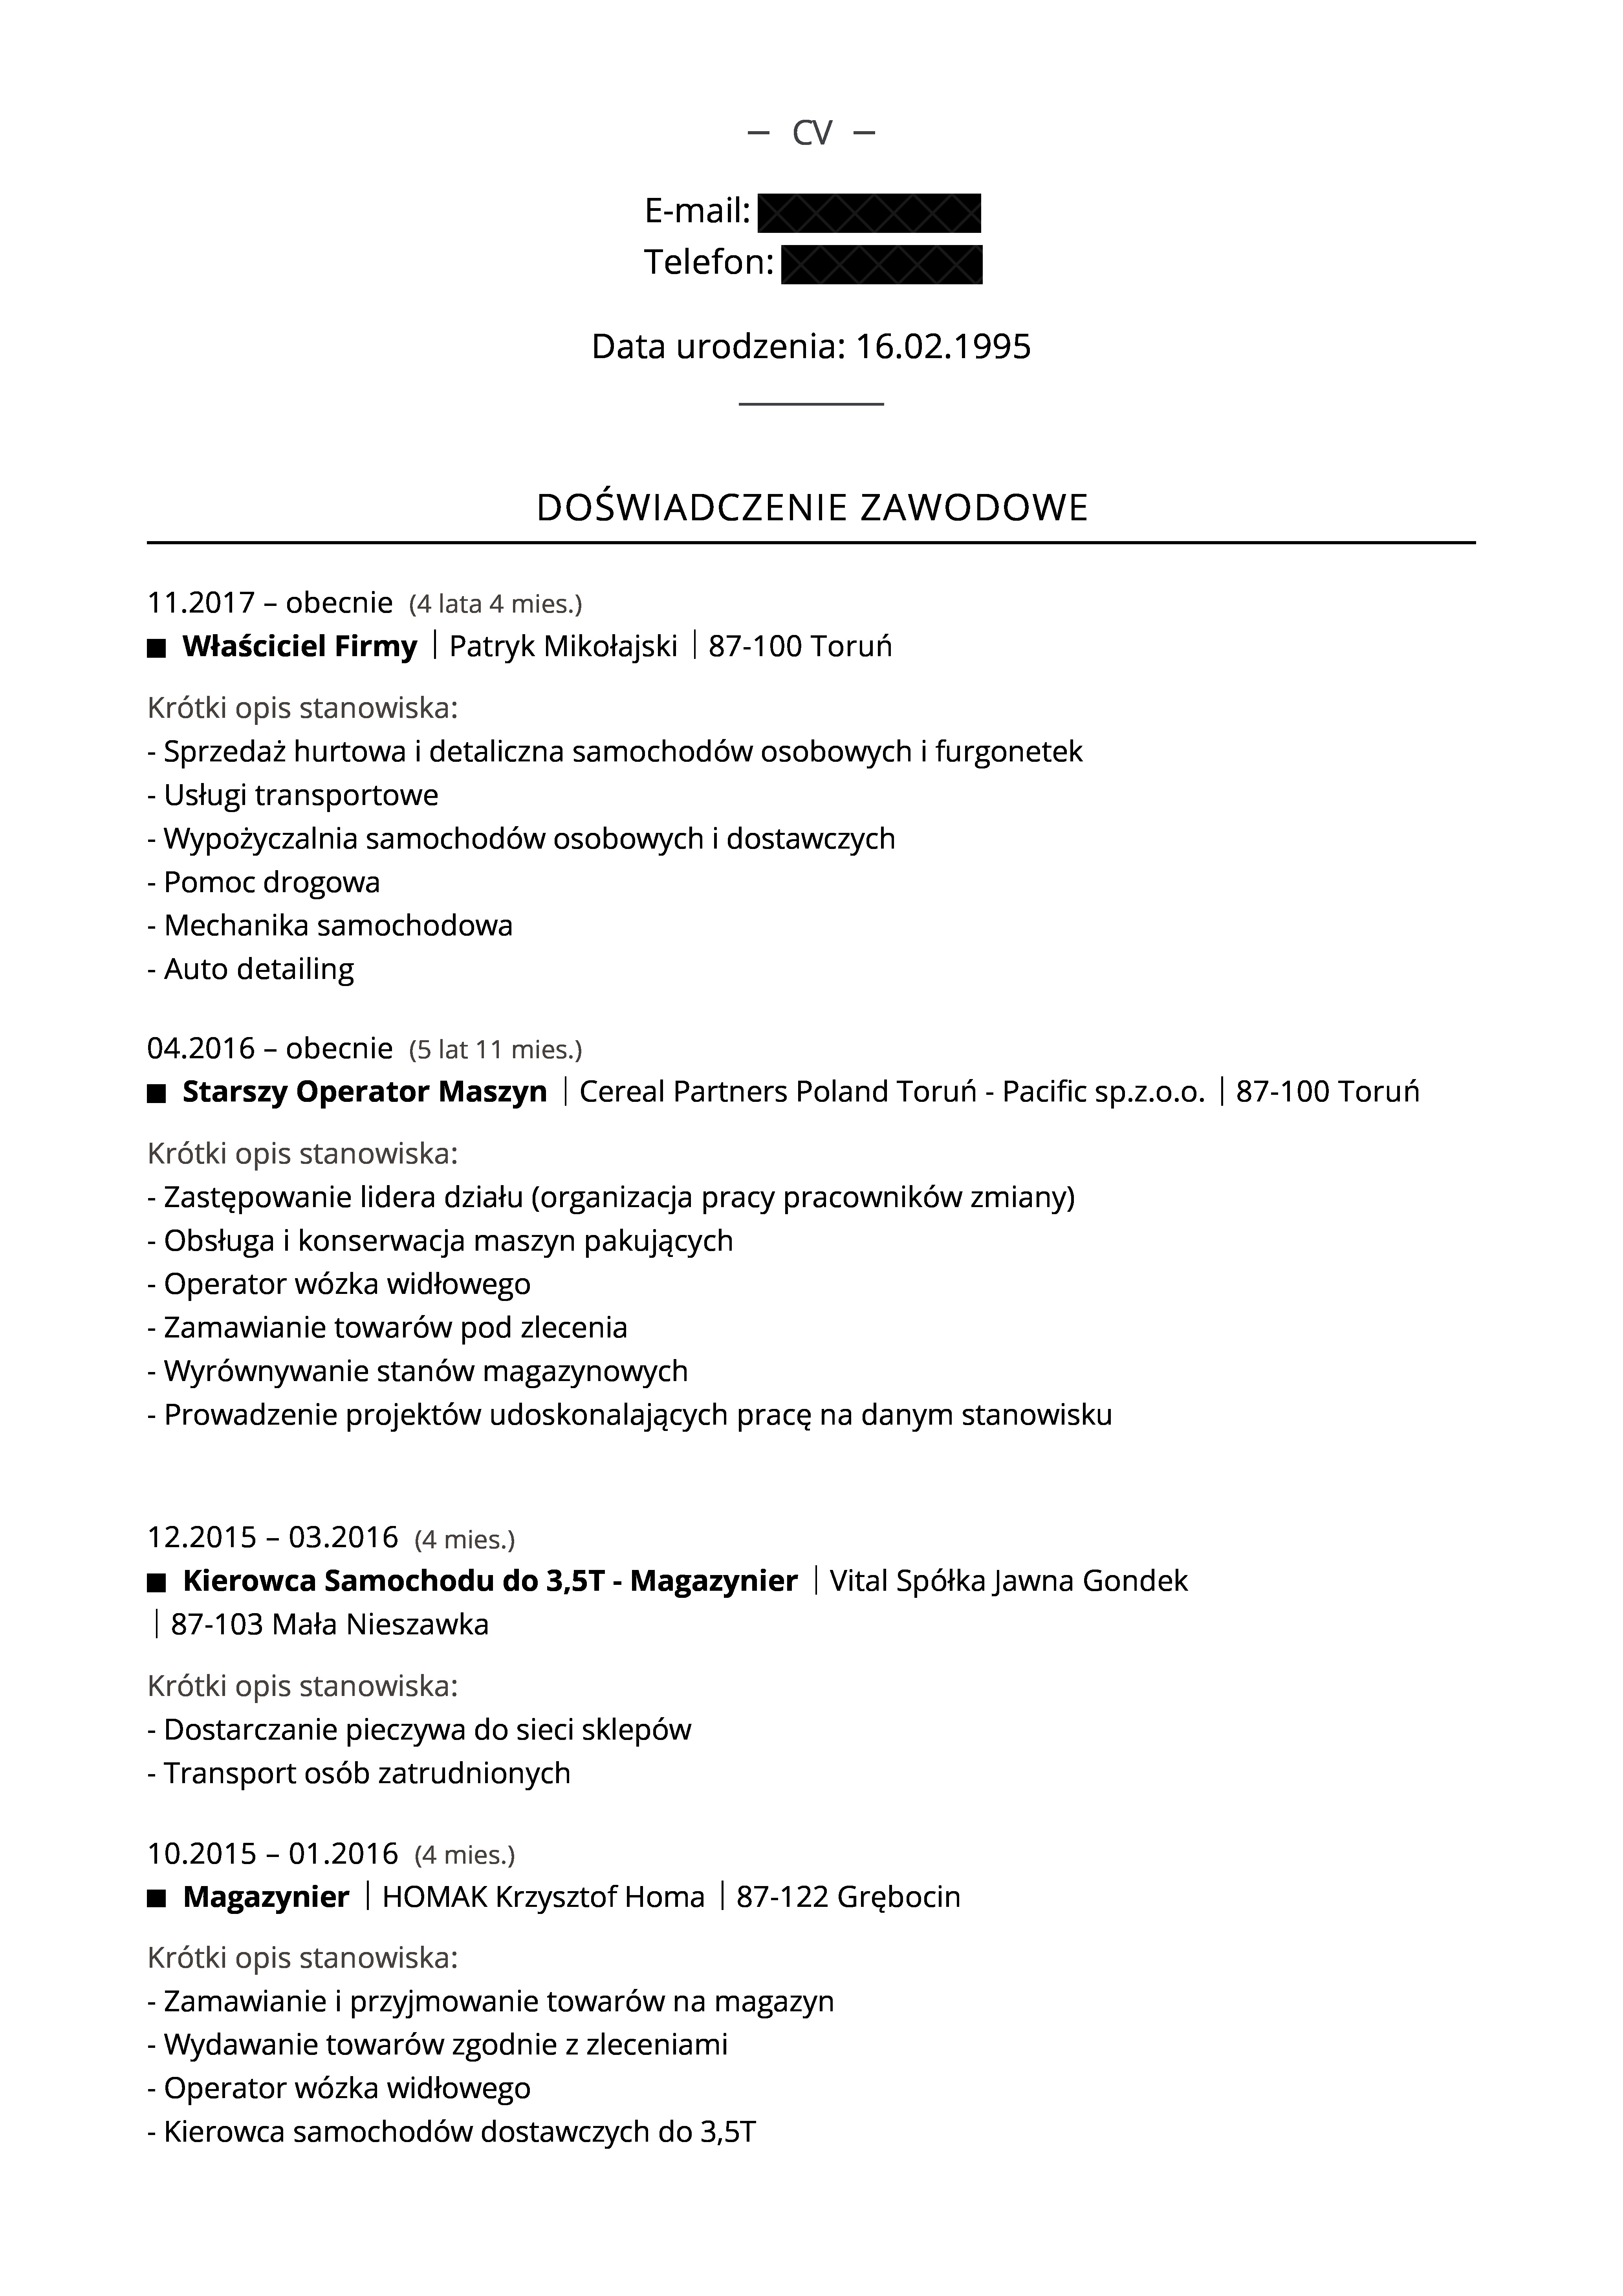 – CV –
E-mail:
Telefon:
Data urodzenia: 16.02.1995
DOŚWIADCZENIE ZAWODOWE
11.2017 – obecnie (4 lata 4 mies.)
■ Właściciel Firmy | Patryk Mikołajski | 87-100 Toruń
Krótki opis stanowiska:
- Sprzedaż hurtowa i detaliczna samochodów osobowych i furgonetek
- Usługi transportowe
- Wypożyczalnia samochodów osobowych i dostawczych
- Pomoc drogowa
- Mechanika samochodowa
- Auto detailing
04.2016 – obecnie (5 lat 11 mies.)
■ Starszy Operator Maszyn | Cereal Partners Poland Toruń - Pacific sp.z.o.o. | 87-100 Toruń
Krótki opis stanowiska:
- Zastępowanie lidera działu (organizacja pracy pracowników zmiany)
- Obsługa i konserwacja maszyn pakujących
- Operator wózka widłowego
- Zamawianie towarów pod zlecenia
- Wyrównywanie stanów magazynowych
- Prowadzenie projektów udoskonalających pracę na danym stanowisku
12.2015 – 03.2016 (4 mies.)
■ Kierowca Samochodu do 3,5T - Magazynier | Vital Spółka Jawna Gondek
| 87-103 Mała Nieszawka
Krótki opis stanowiska:
- Dostarczanie pieczywa do sieci sklepów
- Transport osób zatrudnionych
10.2015 – 01.2016 (4 mies.)
■ Magazynier | HOMAK Krzysztof Homa | 87-122 Grębocin
Krótki opis stanowiska:
- Zamawianie i przyjmowanie towarów na magazyn
- Wydawanie towarów zgodnie z zleceniami
- Operator wózka widłowego
- Kierowca samochodów dostawczych do 3,5T